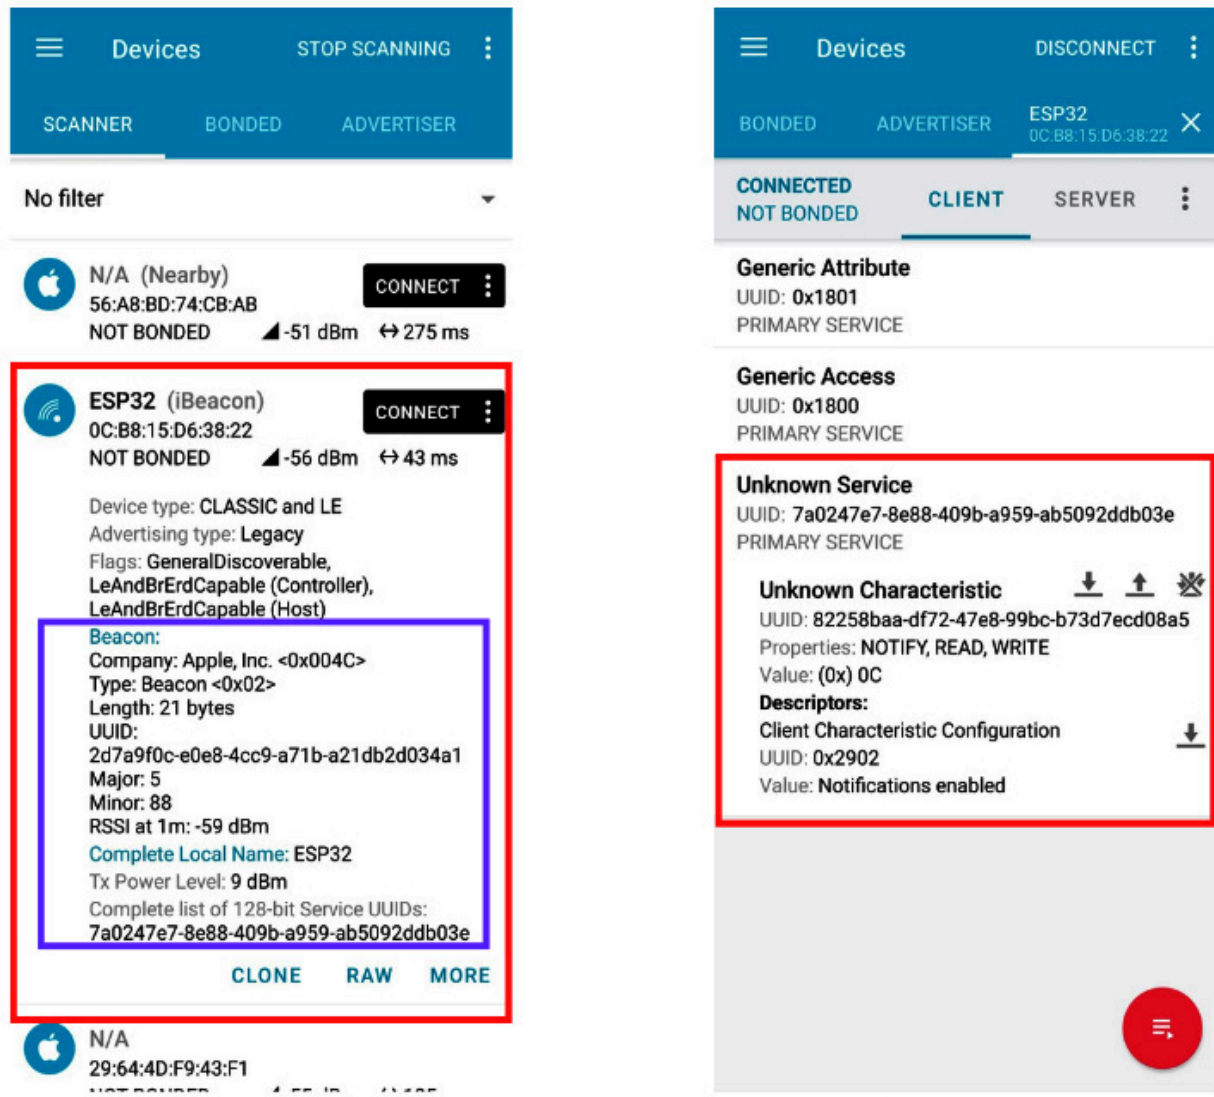 Devices
STOP SCANNING
SCANNER
BONDED
ADVERTISER
No filter
N/A (Nearby)
CONNECT
56:A8:BD:74:CB:AB
NOT BONDED
-51 dBm
275 ms
ESP32 (iBeacon)
CONNECT
0C:B8:15:D6:38:22
NOT BONDED
-56 dBm
43 ms
Device type: CLASSIC and LE
Advertising type: Legacy
Flags: GeneralDiscoverable,
LeAndBrErdCapable (Controller),
LeAndBrErdCapable (Host)
Beacon:
Company: Apple, Inc. <0x004C>
Type: Beacon <0x02>
Length: 21 bytes
UUID:
2d7a9f0c-e0e8-4cc9-a71b-a21db2d034a1
Major: 5
Minor: 88
RSSI at 1m: -59 dBm
Complete Local Name: ESP32
Tx Power Level: 9 dBm
Complete list of 128-bit Service UUIDs:
7a0247e7-8e88-409b-a959-ab5092ddb03e
CLONE
RAW
MORE
N/A
29:64:4D:F9:43:F1
Devices
DISCONNECT
BONDED
ADVERTISER
ESP32
0C:B8:15:D6:38:22
CONNECTED
NOT BONDED
CLIENT
SERVER
Generic Attribute
UUID: 0x1801
PRIMARY SERVICE
Generic Access
UUID: 0x1800
PRIMARY SERVICE
Unknown Service
UUID: 7a0247e7-8e88-409b-a959-ab5092ddb03e
PRIMARY SERVICE
Unknown Characteristic
UUID: 82258baa-df72-47e8-99bc-b73d7ecd08a5
Properties: NOTIFY, READ, WRITE
Value: (0x) 0C
Descriptors:
Client Characteristic Configuration
UUID: 0x2902
Value: Notifications enabled